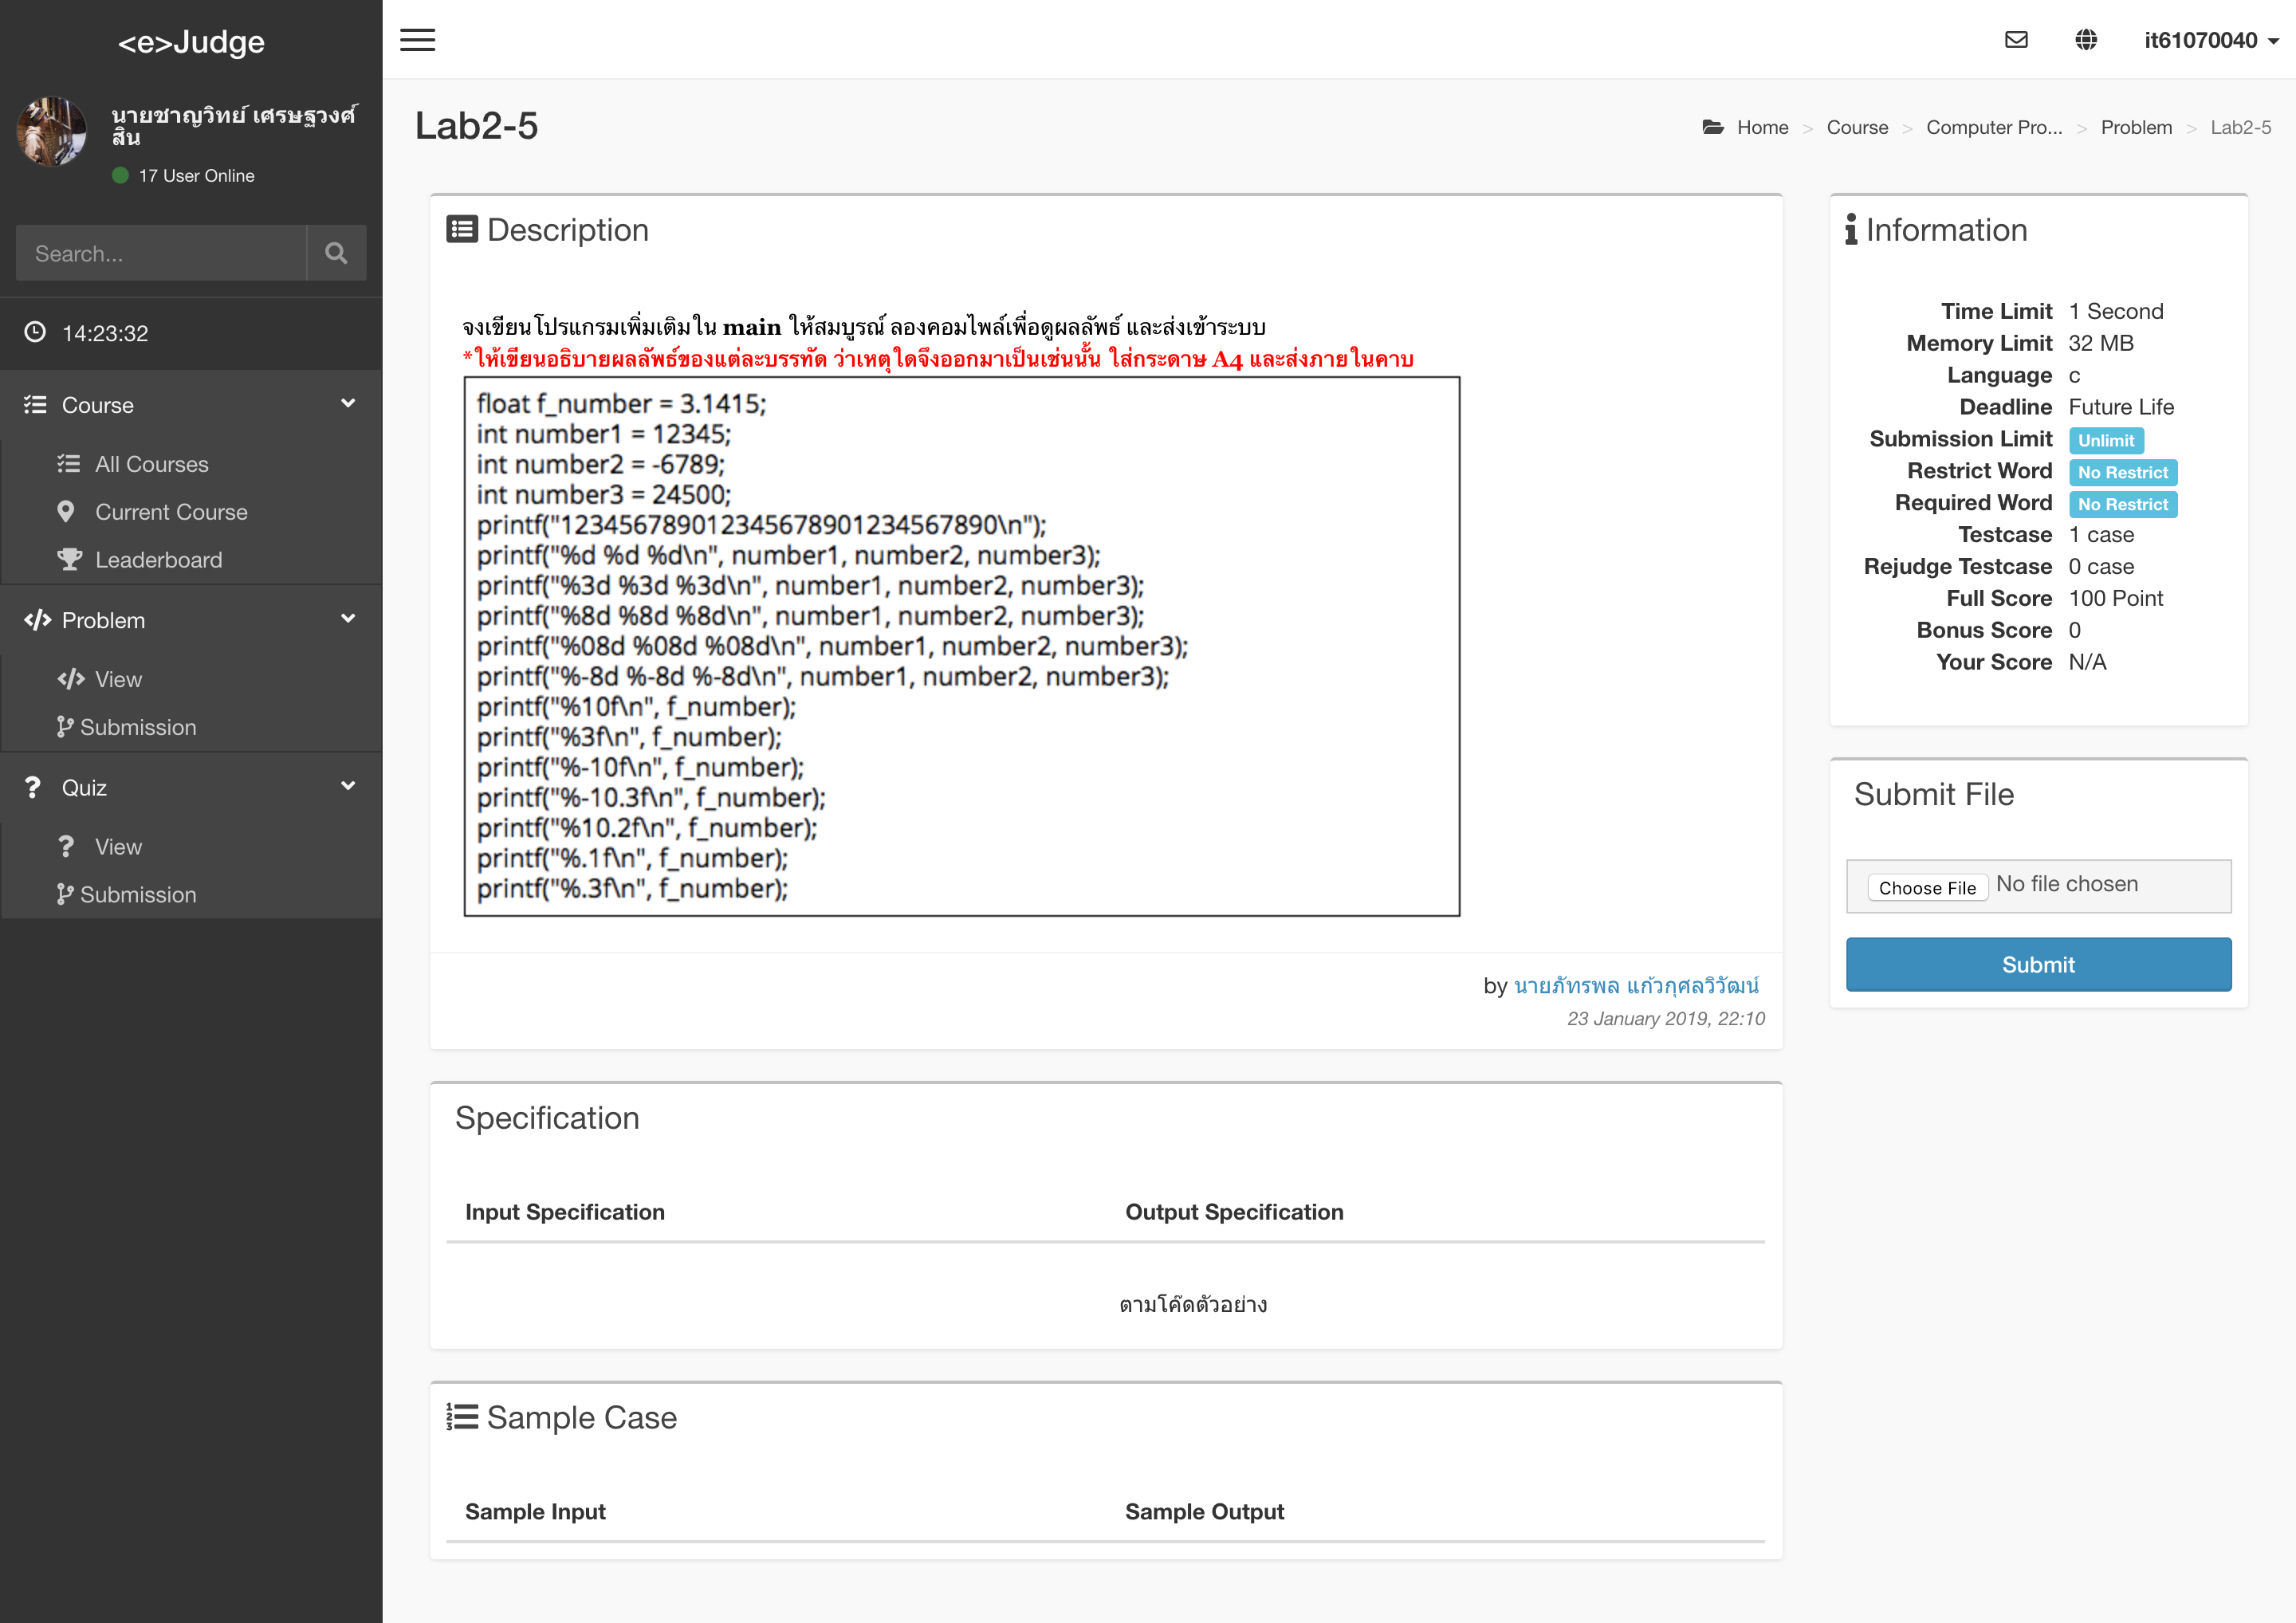 <e>Judge
it61070040
นายชาญวิทย์ เศรษฐวงศ์
สิน
17 User Online
Search...
14:23:32
Course
All Courses
Current Course
Leaderboard
Problem
View
Submission
Quiz
View
Submission
Lab2-5
Home > Course > Computer Pro... > Problem > Lab2-5
Description
จงเขียนโปรแกรมเพิ่มเติมใน main ให้สมบูรณ์ ลองคอมไพล์เพื่อดูผลลัพธ์ และส่งเข้าระบบ
*ให้เขียนอธิบายผลลัพธ์ของแต่ละบรรทัด ว่าเหตุใดจึงออกมาเป็นเช่นนั้น ใส่กระดาษ A4 และส่งภายในคาบ
float f_number = 3.1415;
int number1 = 12345;
int number2 = -6789;
int number3 = 24500;
printf("123456789012345678901234567890\n");
printf("%d %d %d\n", number1, number2, number3);
printf("%3d %3d %3d\n", number1, number2, number3);
printf("%8d %8d %8d\n", number1, number2, number3);
printf("%08d %08d %08d\n", number1, number2, number3);
printf("%-8d %-8d %-8d\n", number1, number2, number3);
printf("%10f\n", f_number);
printf("%3f\n", f_number);
printf("%-10f\n", f_number);
printf("%-10.3f\n", f_number);
printf("%10.2f\n", f_number);
printf("%.1f\n", f_number);
printf("%.3f\n", f_number);
by นายภัทรพล แก้วกุศลวิวัฒน์
23 January 2019, 22:10
Specification
Input Specification Output Specification
ตามโค๊ดตัวอย่าง
Sample Case
Sample Input Sample Output
Information
Time Limit 1 Second
Memory Limit 32 MB
Language c
Deadline Future Life
Submission Limit Unlimit
Restrict Word No Restrict
Required Word No Restrict
Testcase 1 case
Rejudge Testcase 0 case
Full Score 100 Point
Bonus Score 0
Your Score N/A
Submit File
Choose File No file chosen
Submit